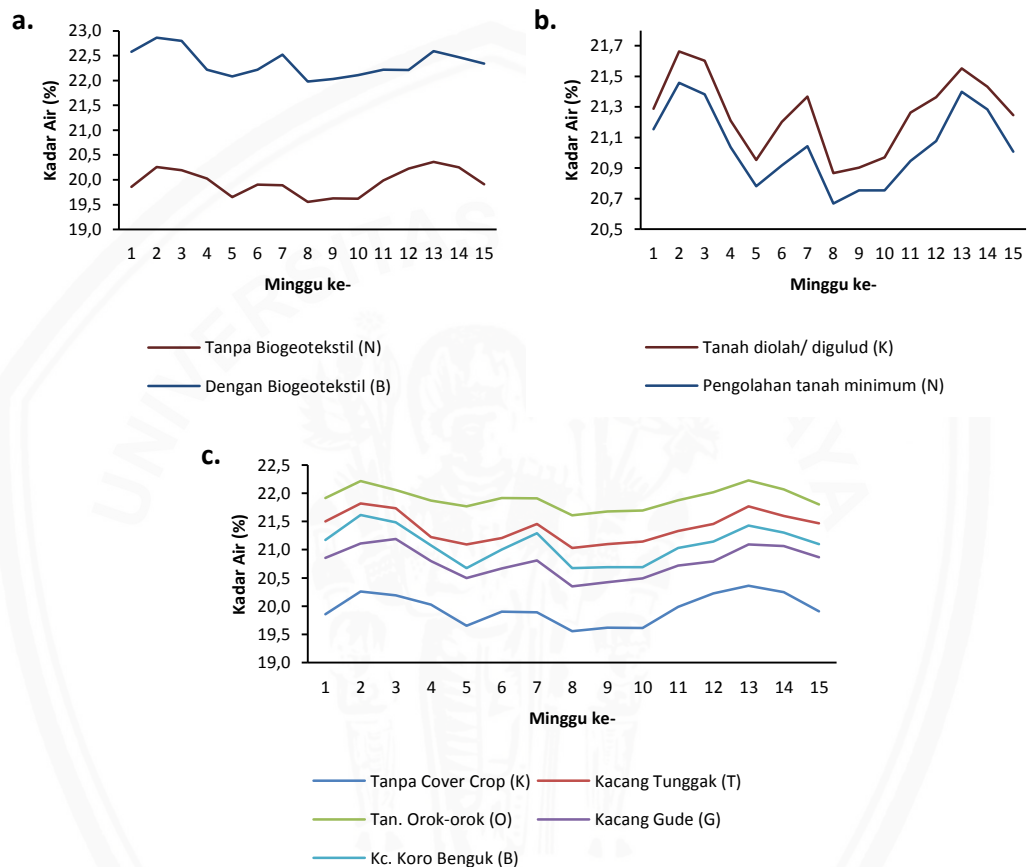 a.
Kadar Air (%)
23,0
22,5
22,0
21,5
21,0
20,5
20,0
19,5
19,0
1 2 3 4 5 6 7 8 9 10 11 12 13 14 15
Minggu ke-
Tanpa Biogeotekstil (N)
Dengan Biogeotekstil (B)
b.
Kadar Air (%)
21,7
21,5
21,3
21,1
20,9
20,7
20,5
1 2 3 4 5 6 7 8 9 10 11 12 13 14 15
Minggu ke-
Tanah diolah/ digulud (K)
Pengolahan tanah minimum (N)
c.
Kadar Air (%)
22,5
22,0
21,5
21,0
20,5
20,0
19,5
19,0
1 2 3 4 5 6 7 8 9 10 11 12 13 14 15
Minggu ke-
Tanpa Cover Crop (K) Kacang Tunggak (T)
Tan. Orok-orok (O) Kacang Gude (G)
Kc. Koro Benguk (B)
UNIVERSITAS
YA